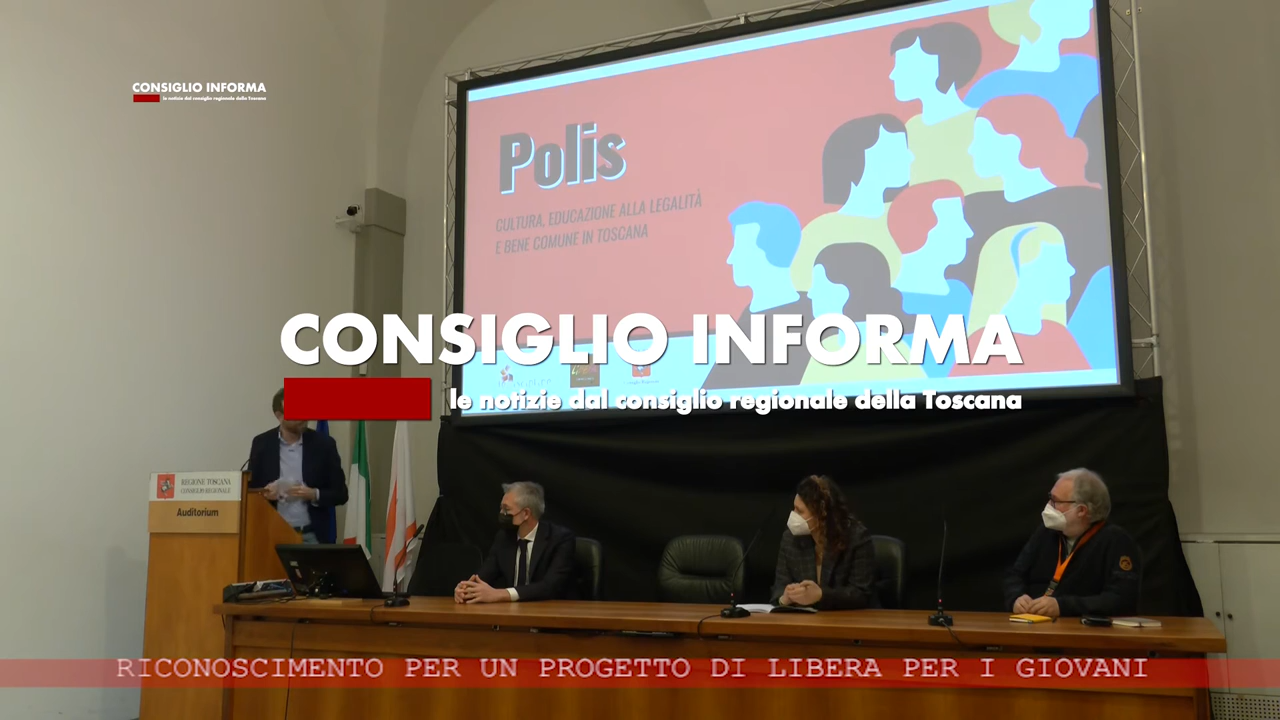 CONSIGLIO INFORMA
le notizie dal consiglio regionale della Toscana
Polis
CULTURA, EDUCAZIONE ALLA LEGALITÀ
E BENE COMUNE IN TOSCANA
CONSIGLIO INFORMA
le notizie dal consiglio regionale della Toscana
REGIONE TOSCANA
CONSIGLIO REGIONALE
Auditorium
RICONOSCIMENTO PER UN PROGETTO DI LIBERA PER I GIOVANI